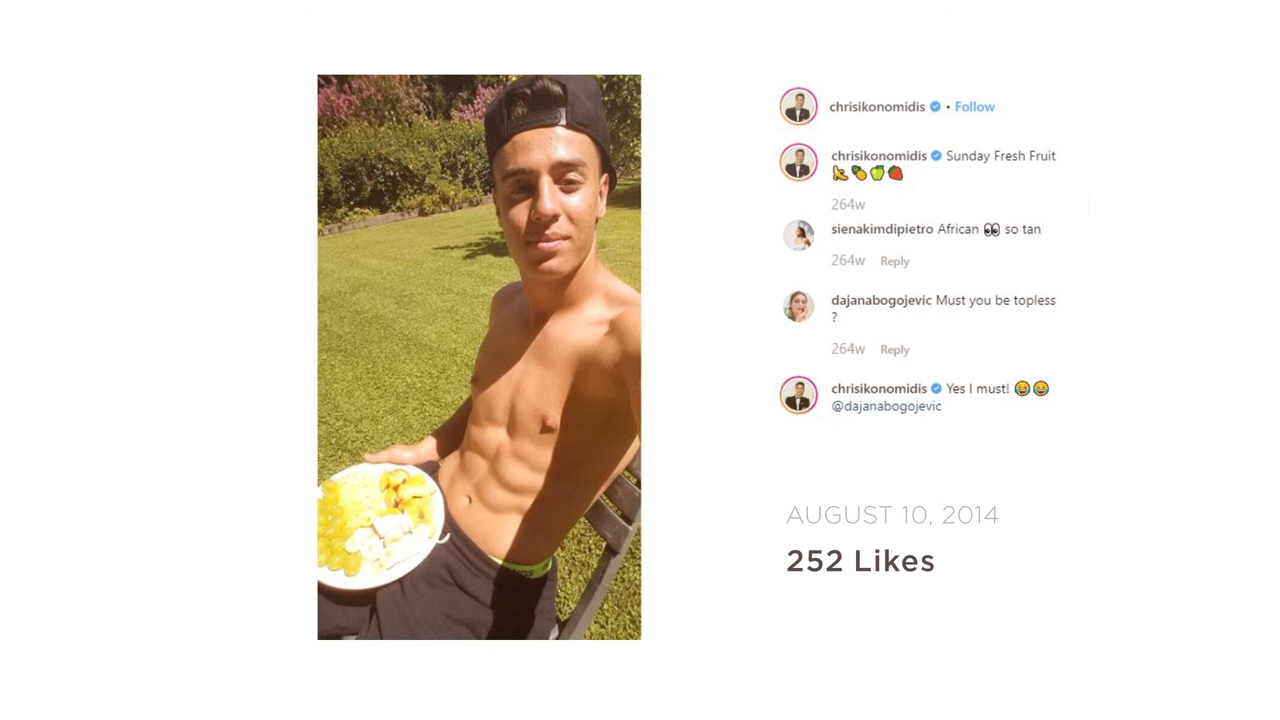 chrisikonomidis • Follow
chrisikonomidis Sunday Fresh Fruit
🍌🍍🍏🍓
264w
sienakimdipietro African 👀 so tan
264w Reply
dajanabogojevic Must you be topless
?
264w Reply
chrisikonomidis Yes I must! 😂😂
@dajanabogojevic
AUGUST 10, 2014
252 Likes